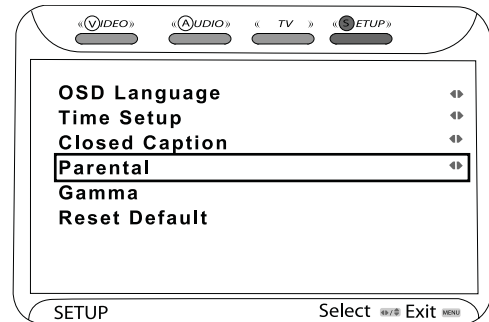 «VIDEO» «AUDIO» « TV » «SETUP»
OSD Language
Time Setup
Closed Caption
Parental
Gamma
Reset Default
SETUP Select Exit MENU